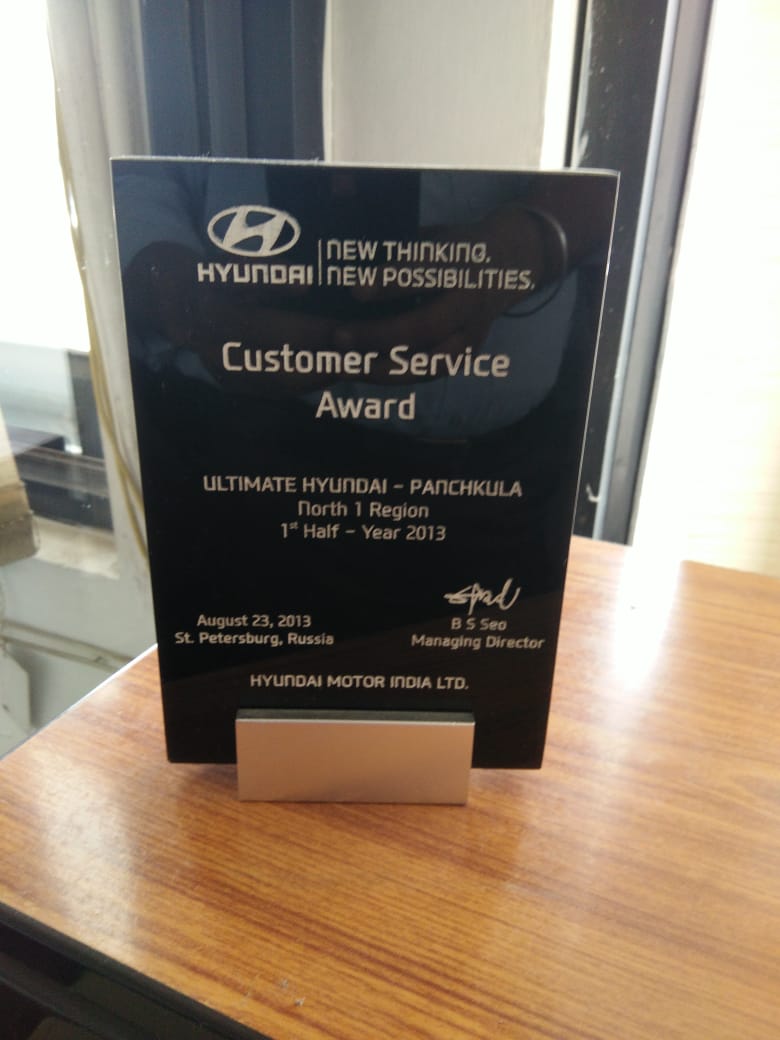 HYUNDAI
NEW THINKING.
NEW POSSIBILITIES.
Customer Service
Award
ULTIMATE HYUNDAI - PANCHKULA
North 1 Region
1st Half - Year 2013
August 23, 2013
St. Petersburg, Russia
B S Seo
Managing Director
HYUNDAI MOTOR INDIA LTD.